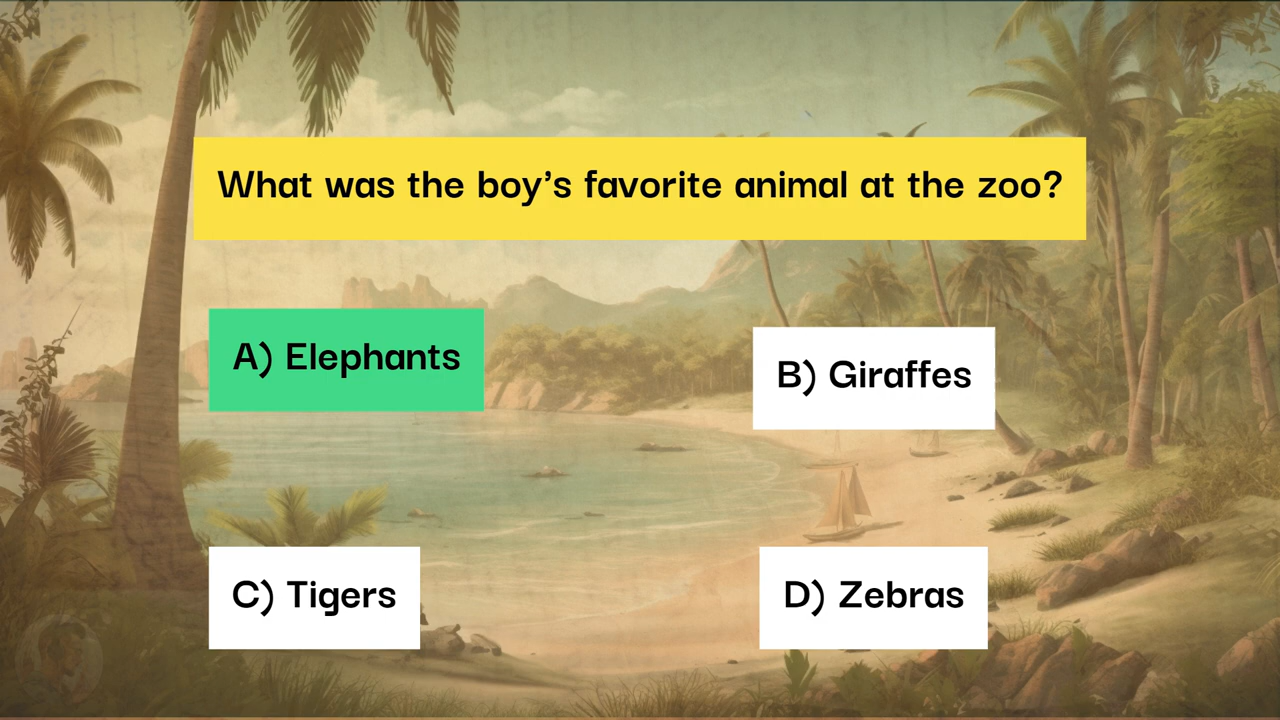 What was the boy’s favorite animal at the zoo?
A) Elephants
B) Giraffes
C) Tigers
D) Zebras